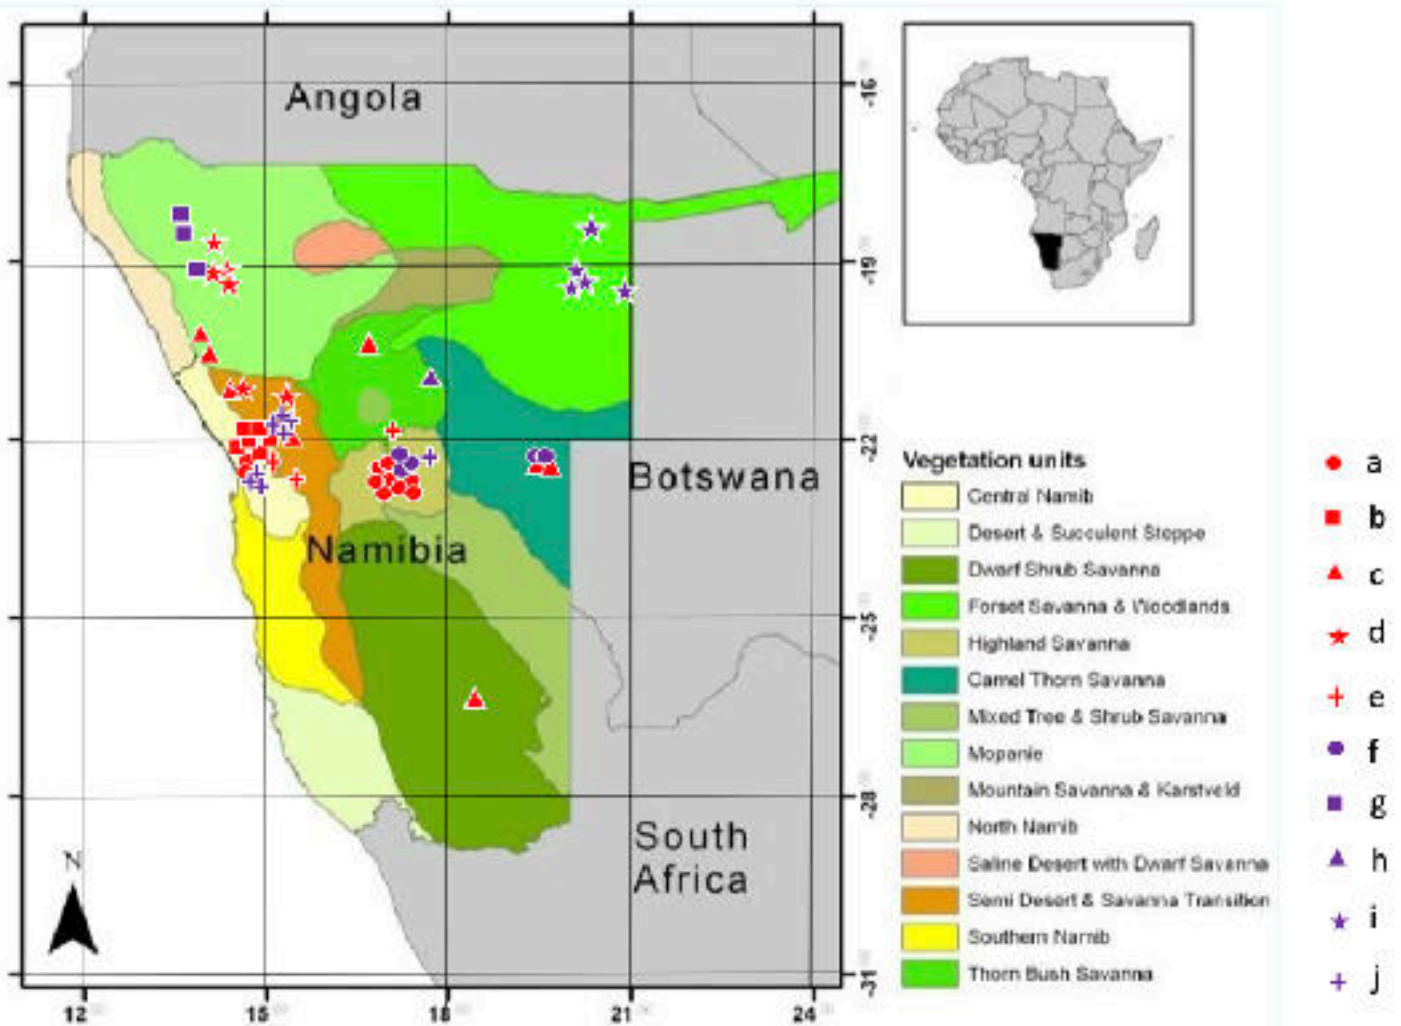 Angola
Namibia
Botswana
South
Africa
N
12
15
18
21
24
-16
-19
-22
-25
-28
-31
Vegetation units
Central Namib
Desert & Succulent Steppe
Dwarf Shrub Savanna
Forset Savanna & Woodlands
Highland Savanna
Camel Thorn Savanna
Mixed Tree & Shrub Savanna
Mopanie
Mountain Savanna & Karstveld
North Namib
Saline Desert with Dwarf Savanna
Semi Desert & Savanna Transition
Southern Namib
Thorn Bush Savanna
a
b
c
d
e
f
g
h
i
j